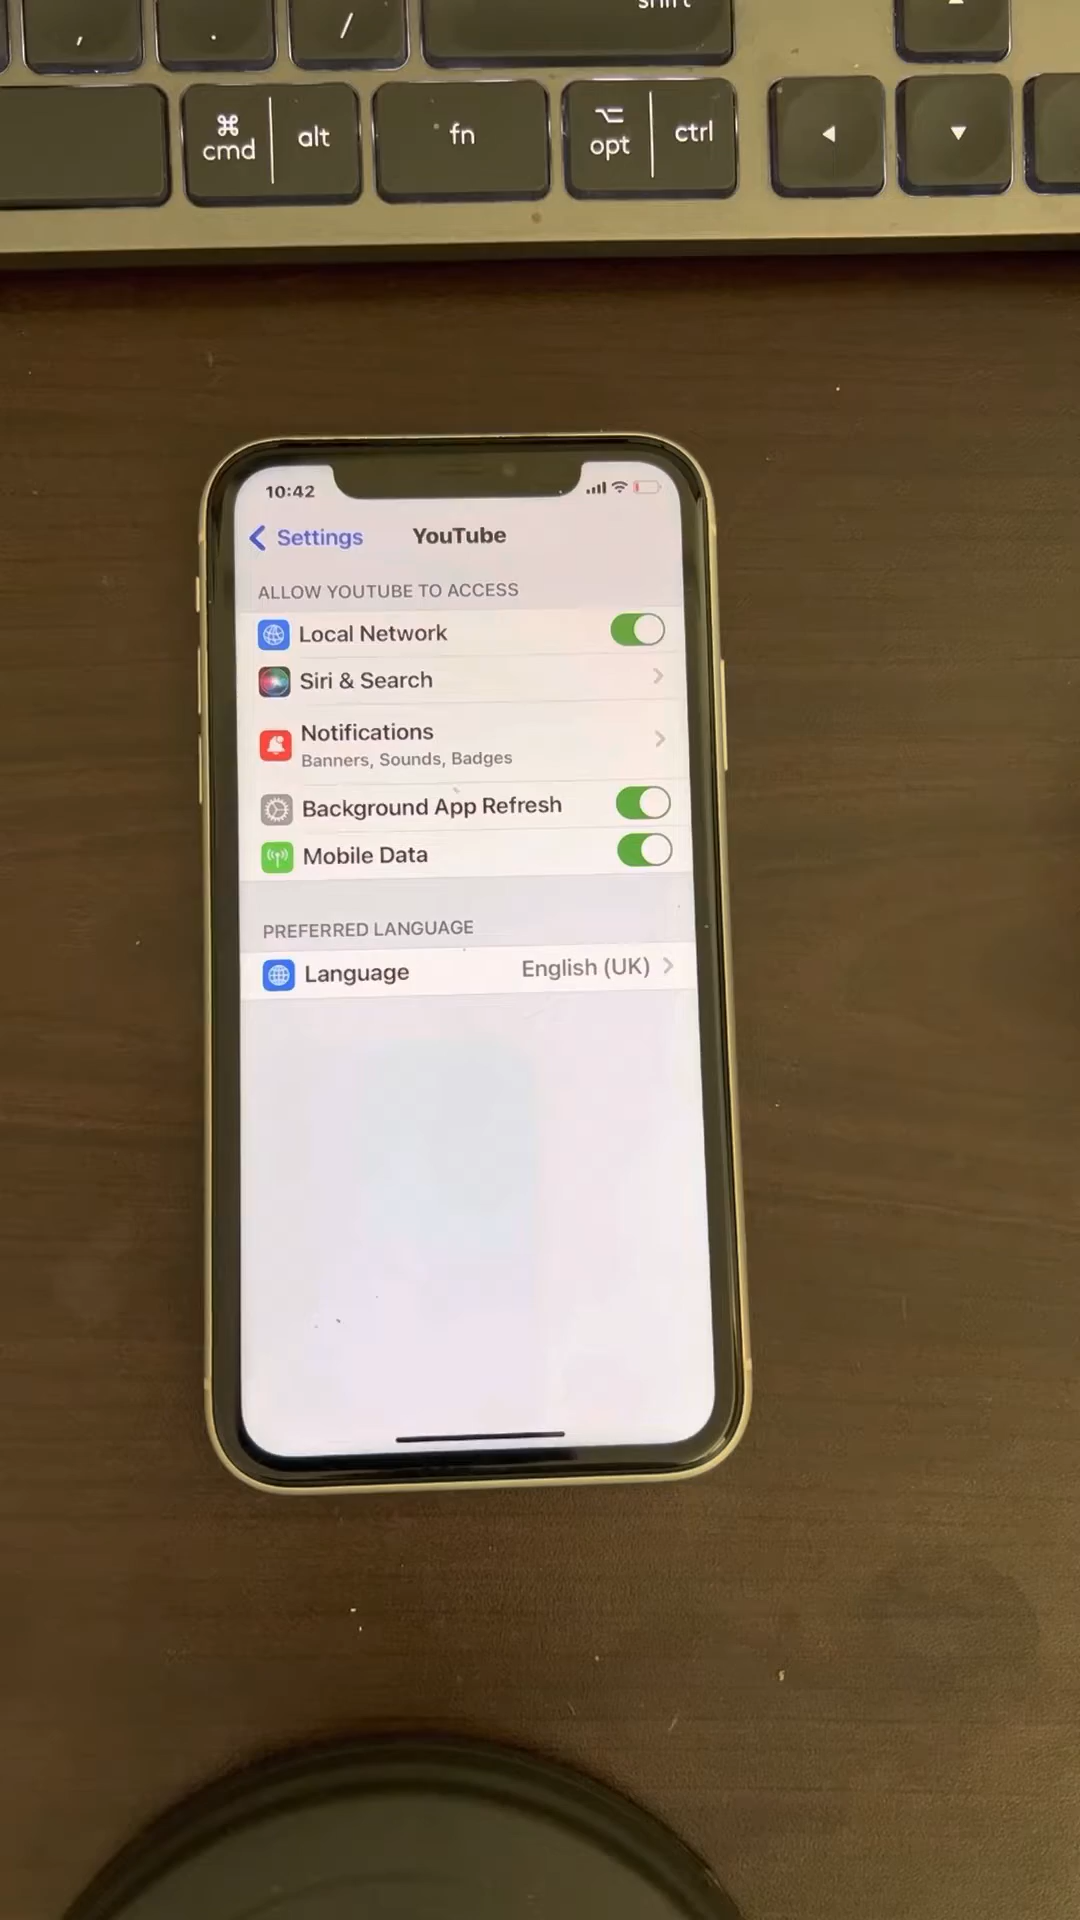 shift
, . /
⌘ cmd alt fn ⌥ opt ctrl ◀ ▼
10:42
Settings YouTube
ALLOW YOUTUBE TO ACCESS
Local Network
Siri & Search
Notifications
Banners, Sounds, Badges
Background App Refresh
Mobile Data
PREFERRED LANGUAGE
Language English (UK)